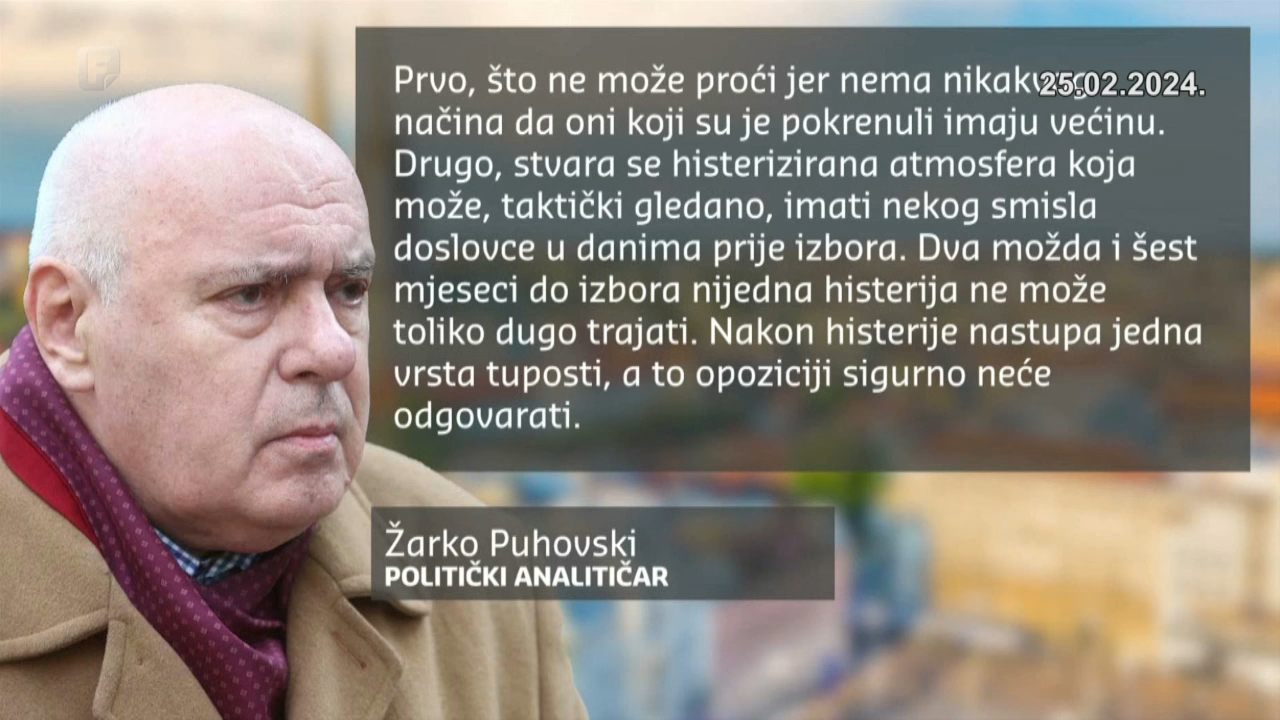 Prvo, što ne može proći jer nema
25.02.2024.
načina da oni koji su je pokrenuli imaju većinu.
Drugo, stvara se histerizirana atmosfera koja
može, taktički gledano, imati nekog smisla
doslovce u danima prije izbora. Dva možda i šest
mjeseci do izbora nijedna histerija ne može
toliko dugo trajati. Nakon histerije nastupa jedna
vrsta tuposti, a to opoziciji sigurno neće
odgovarati.
Žarko Puhovski
POLITIČKI ANALITIČAR